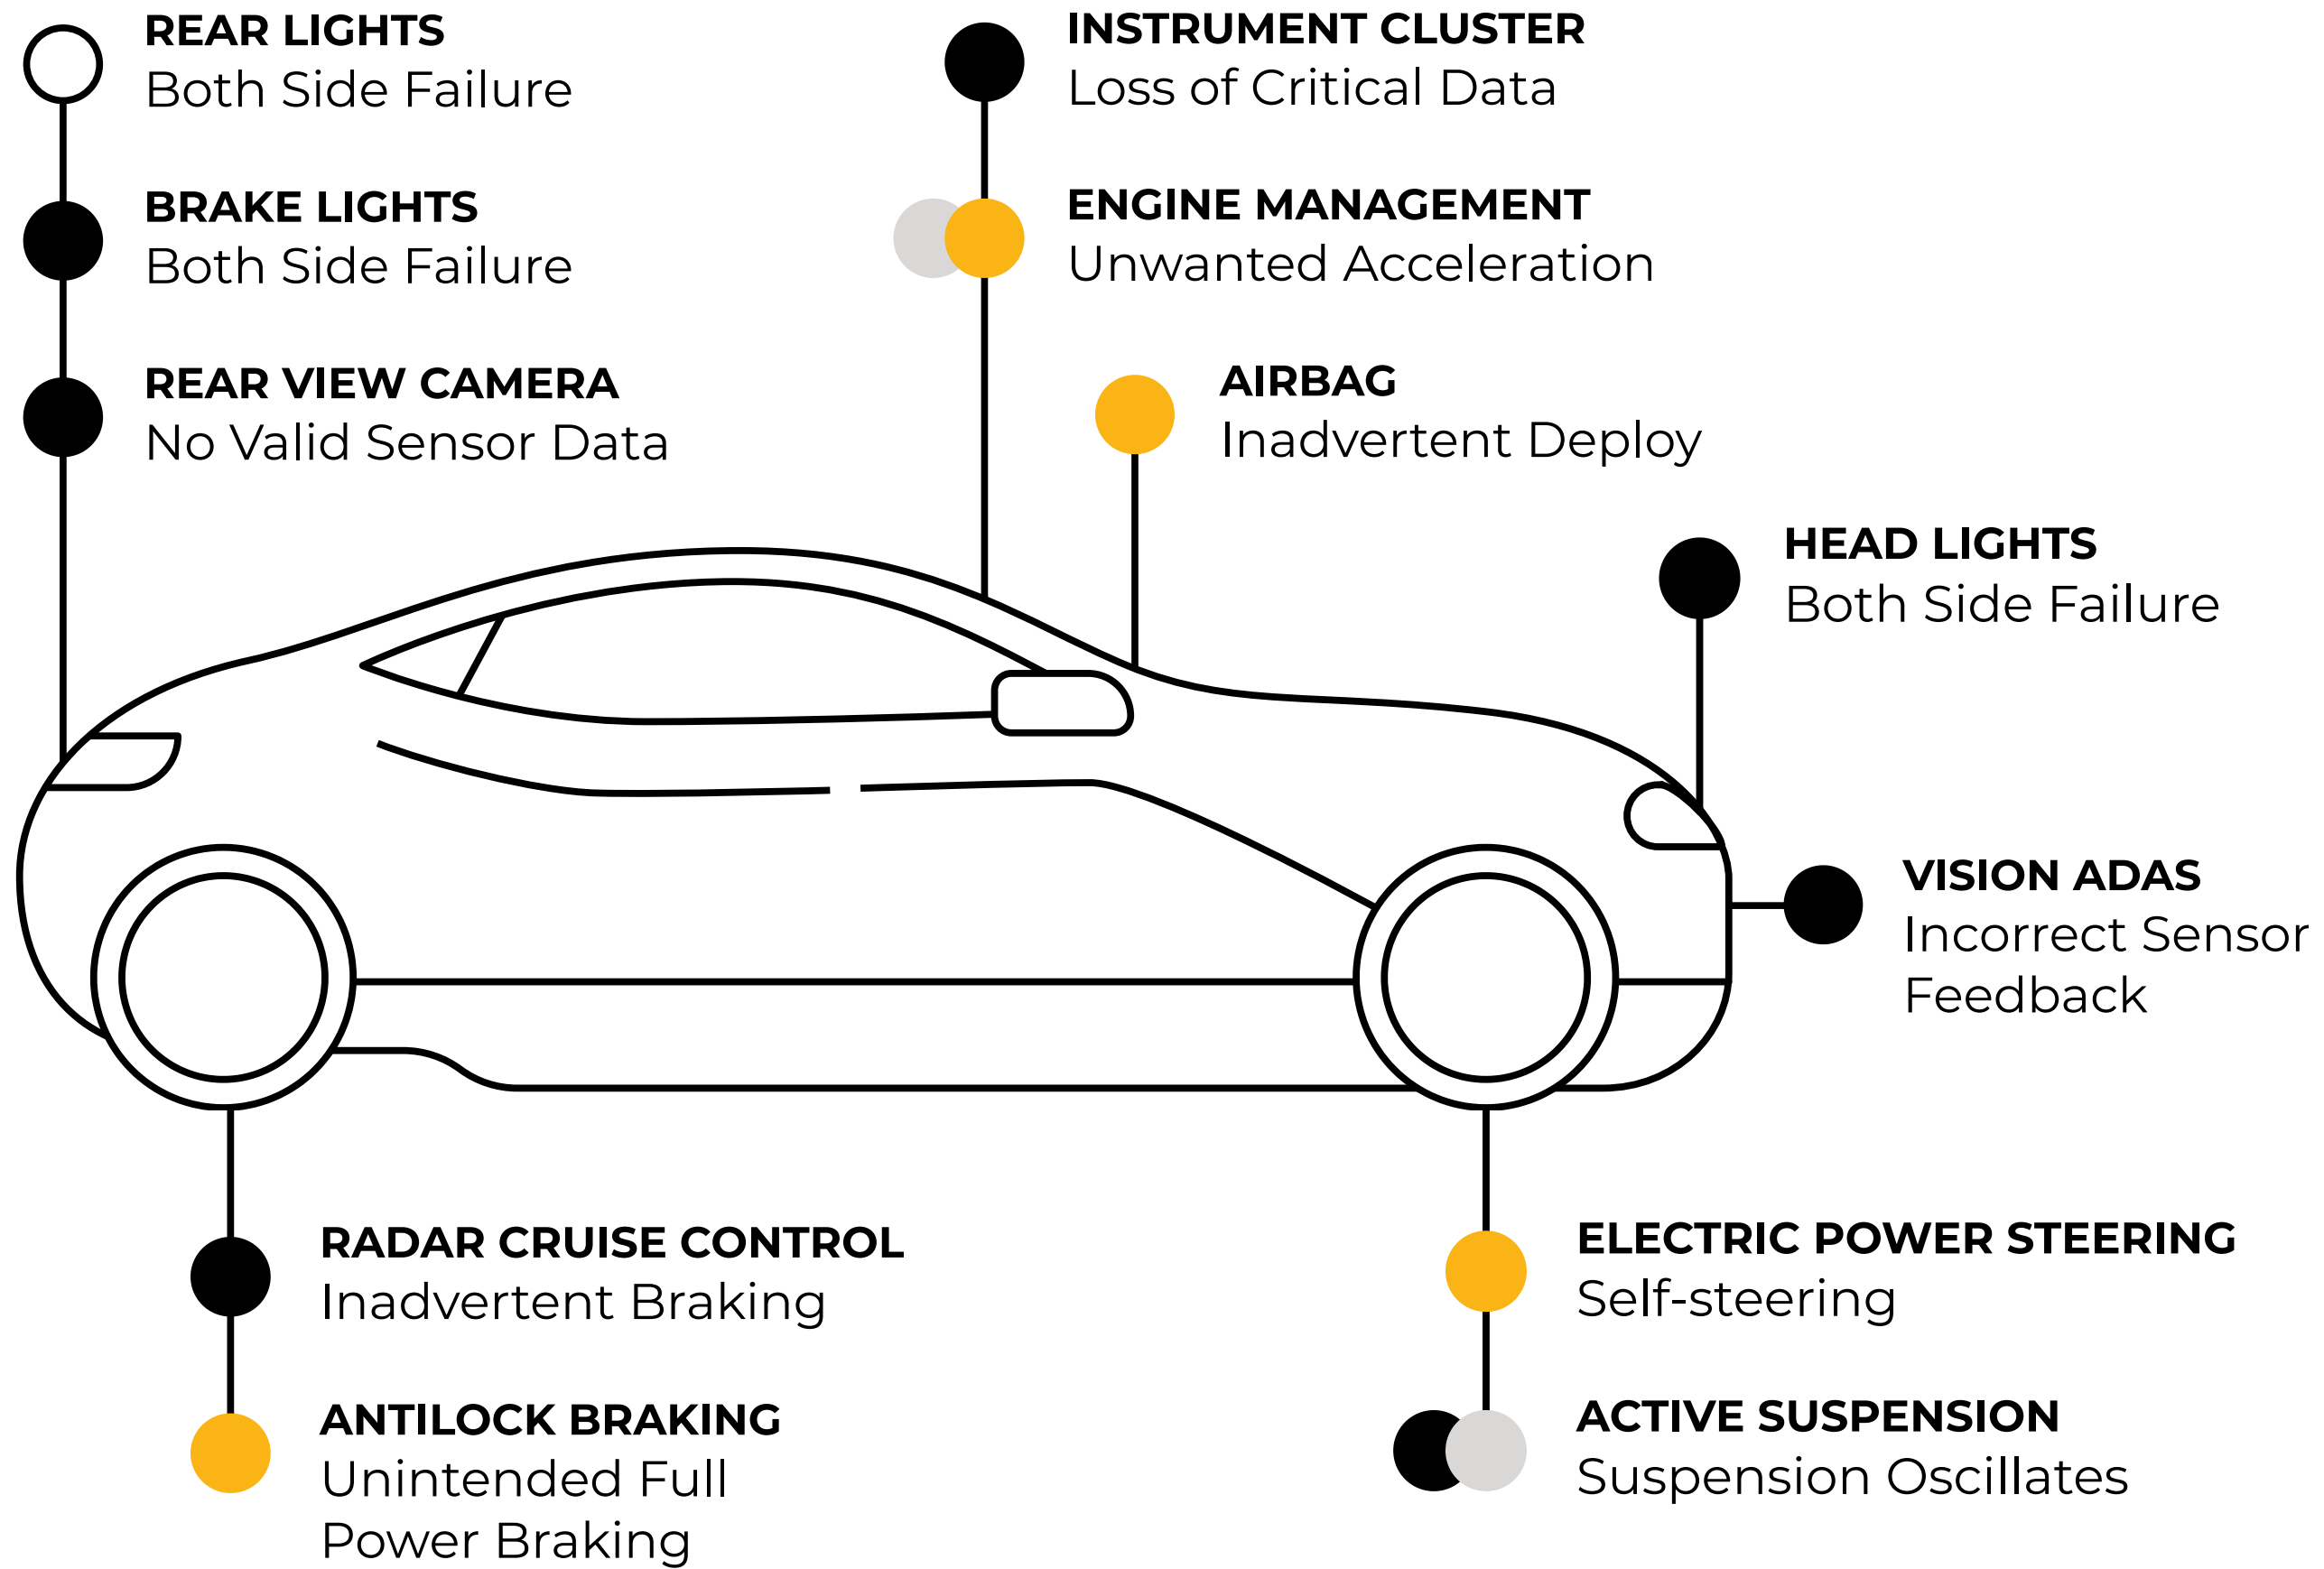 REAR LIGHTS
Both Side Failure
BRAKE LIGHTS
Both Side Failure
REAR VIEW CAMERA
No Valid Sensor Data
INSTRUMENT CLUSTER
Loss of Critical Data
ENGINE MANAGEMENT
Unwanted Acceleration
AIRBAG
Inadvertent Deploy
HEAD LIGHTS
Both Side Failure
VISION ADAS
Incorrect Sensor
Feedback
RADAR CRUISE CONTROL
Inadvertent Braking
ANTILOCK BRAKING
Unintended Full
Power Braking
ELECTRIC POWER STEERING
Self-steering
ACTIVE SUSPENSION
Suspension Oscillates